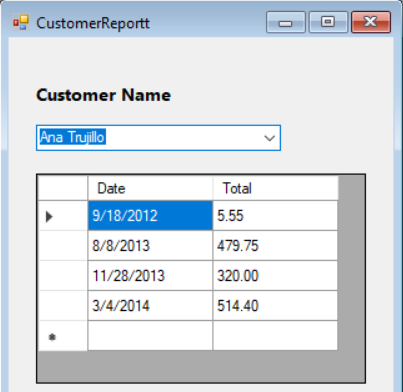 CustomerReportt
Customer Name
Ana Trujillo
Date Total
9/18/2012 5.55
8/8/2013 479.75
11/28/2013 320.00
3/4/2014 514.40